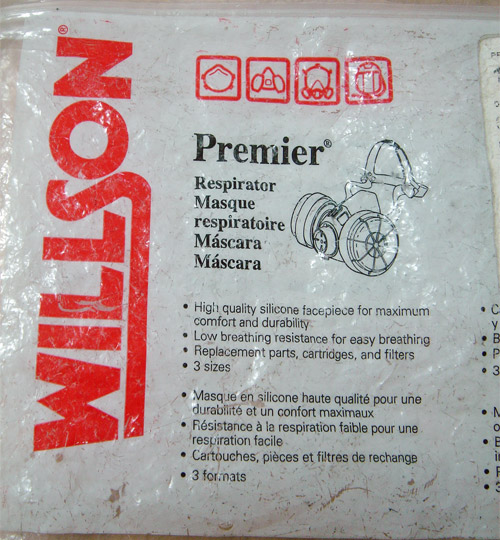 WILLSON®
Premier®
Respirator
Masque
respiratoire
Máscara
Máscara
• High quality silicone facepiece for maximum
comfort and durability
• Low breathing resistance for easy breathing
• Replacement parts, cartridges, and filters
• 3 sizes
• Masque en silicone haute qualité pour une
durabilité et un confort maximaux
• Résistance à la respiration faible pour une
respiration facile
• Cartouches, pièces et filtres de rechange
• 3 formats